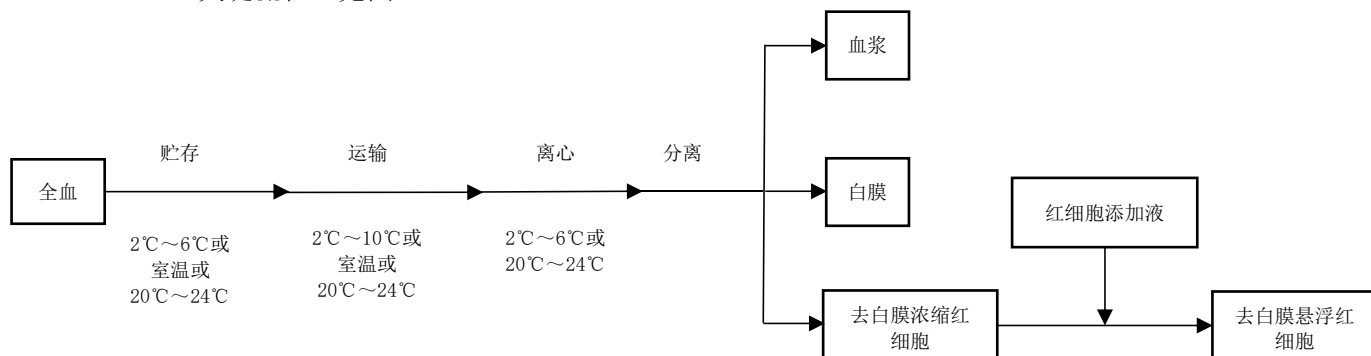 血浆
贮存
运输
离心
分离
全血
白膜
红细胞添加液
2℃～6℃或
室温或
20℃～24℃
2℃～10℃或
室温或
20℃～24℃
2℃～6℃或
20℃～24℃
去白膜浓缩红
细胞
去白膜悬浮红
细胞